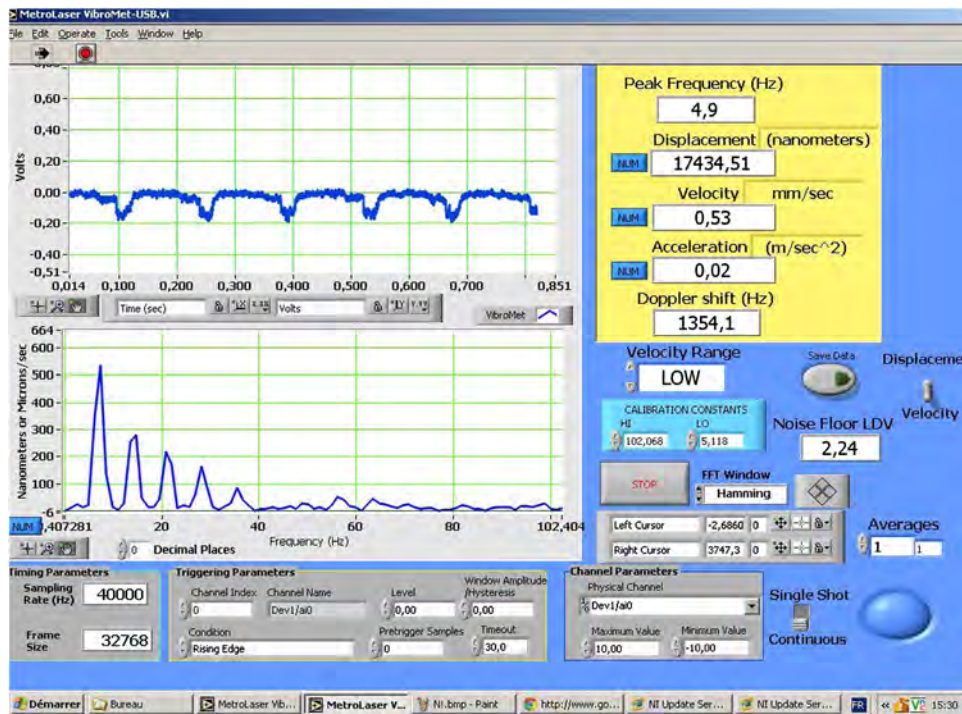 MetroLaser VibroMet-USB.vi
File Edit Operate Tools Window Help
0,60
0,40
0,20
0,00
-0,20
-0,40
-0,51
Volts
0,014 0,100 0,200 0,300 0,400 0,500 0,600 0,700 0,851
Time (sec) Volts VibroMet
Peak Frequency (Hz)
4,9
Displacement (nanometers)
NUM 17434,51
Velocity mm/sec
NUM 0,53
Acceleration (m/sec^2)
NUM 0,02
Doppler shift (Hz)
1354,1
664
600
500
400
300
200
100
-6
Nanometers or Microns/sec
NUM 0,407281 20 40 60 80 102,404
Frequency (Hz)
0 Decimal Places
Velocity Range
LOW
Save Data
Displaceme
Velocity
CALIBRATION CONSTANTS
HI LO
102,068 5,118
Noise Floor LDV
2,24
STOP
FFT Window
Hamming
Left Cursor -2,6860 0
Right Cursor 3747,3 0
Averages
1 1
Timing Parameters
Sampling Rate (Hz) 40000
Frame Size 32768
Triggering Parameters
Channel Index Channel Name Level Window Amplitude /Hysteresis
0 Dev1/ai0 0,00 0,00
Condition Pretrigger Samples Timeout
Rising Edge 0 30,0
Channel Parameters
Physical Channel
Dev1/ai0
Maximum Value Minimum Value
10,00 -10,00
Single Shot
Continuous
Démarrer Bureau MetroLaser Vib... MetroLaser V... NI.bmp - Paint http://www.go... NI Update Ser... NI Update Ser... FR « 15:30